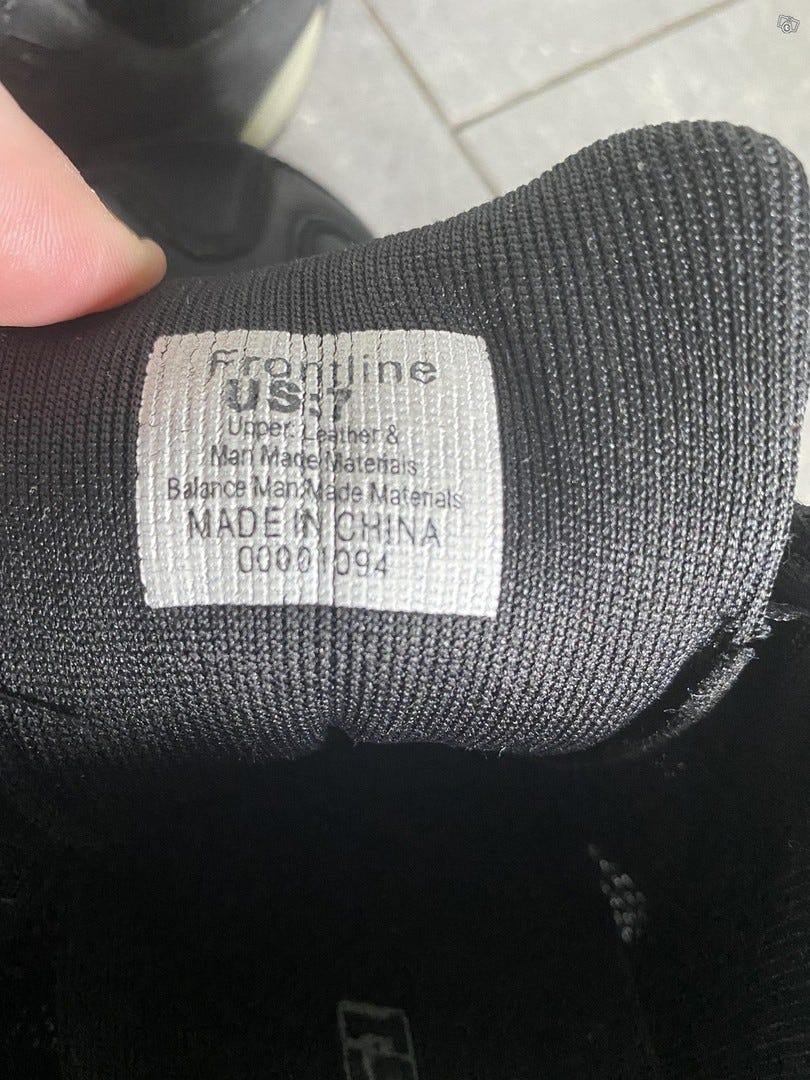 Frontline
US:7
Upper: Leather &
Man Made Materials
Balance Man Made Materials
MADE IN CHINA
00001094